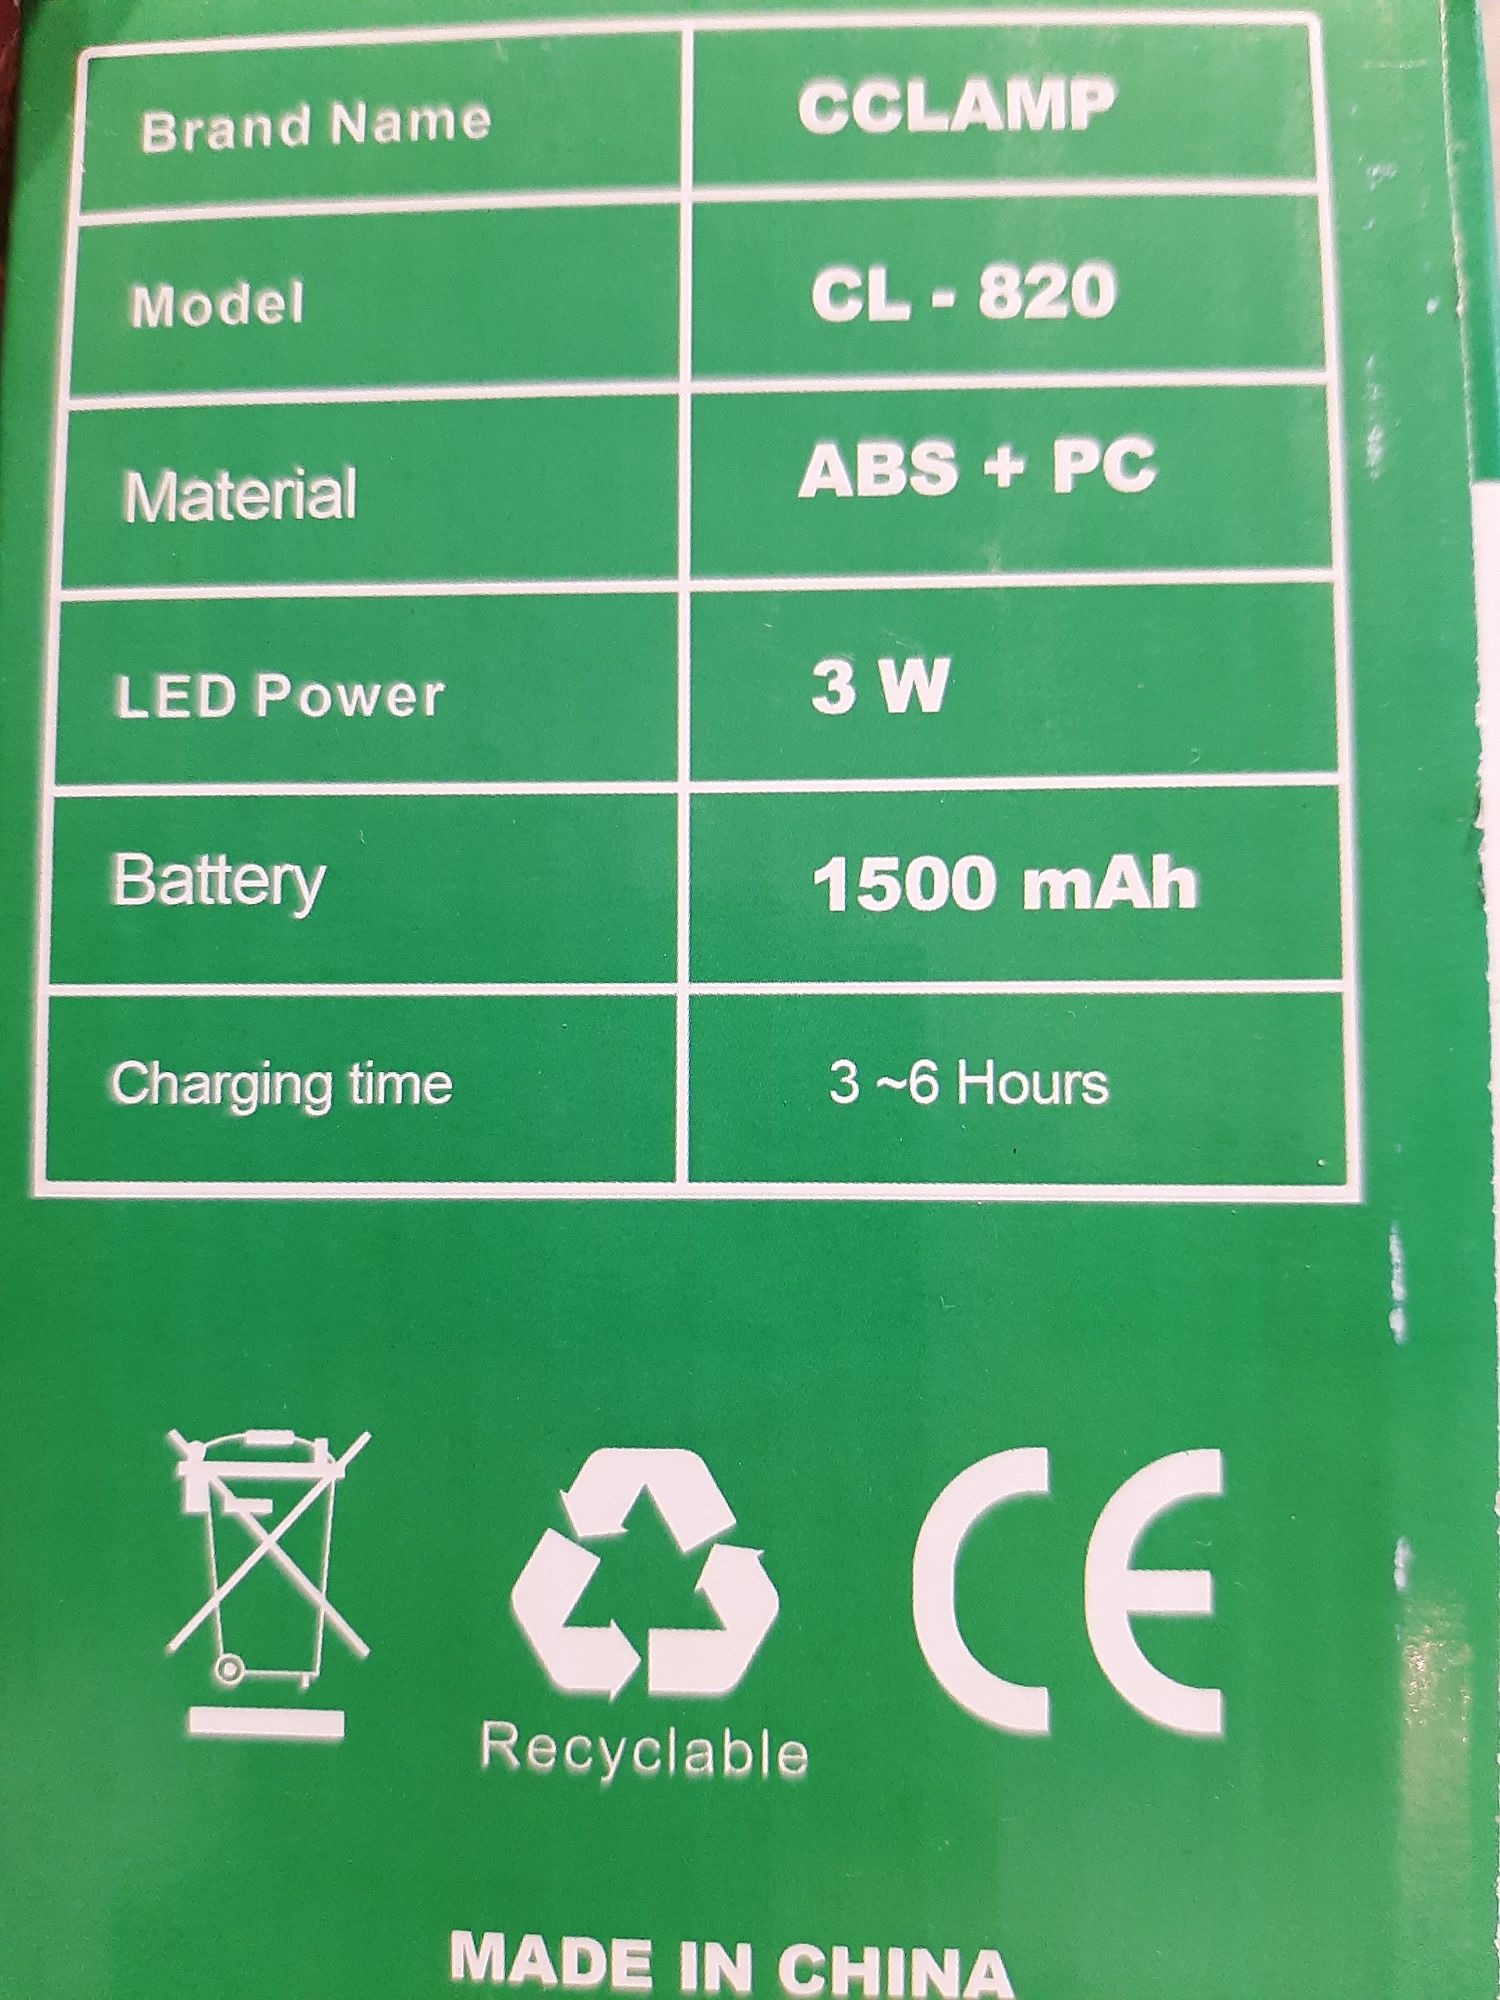 Brand Name CCLAMP
Model CL - 820
Material ABS + PC
LED Power 3 W
Battery 1500 mAh
Charging time 3 ~6 Hours
CE
Recyclable
MADE IN CHINA